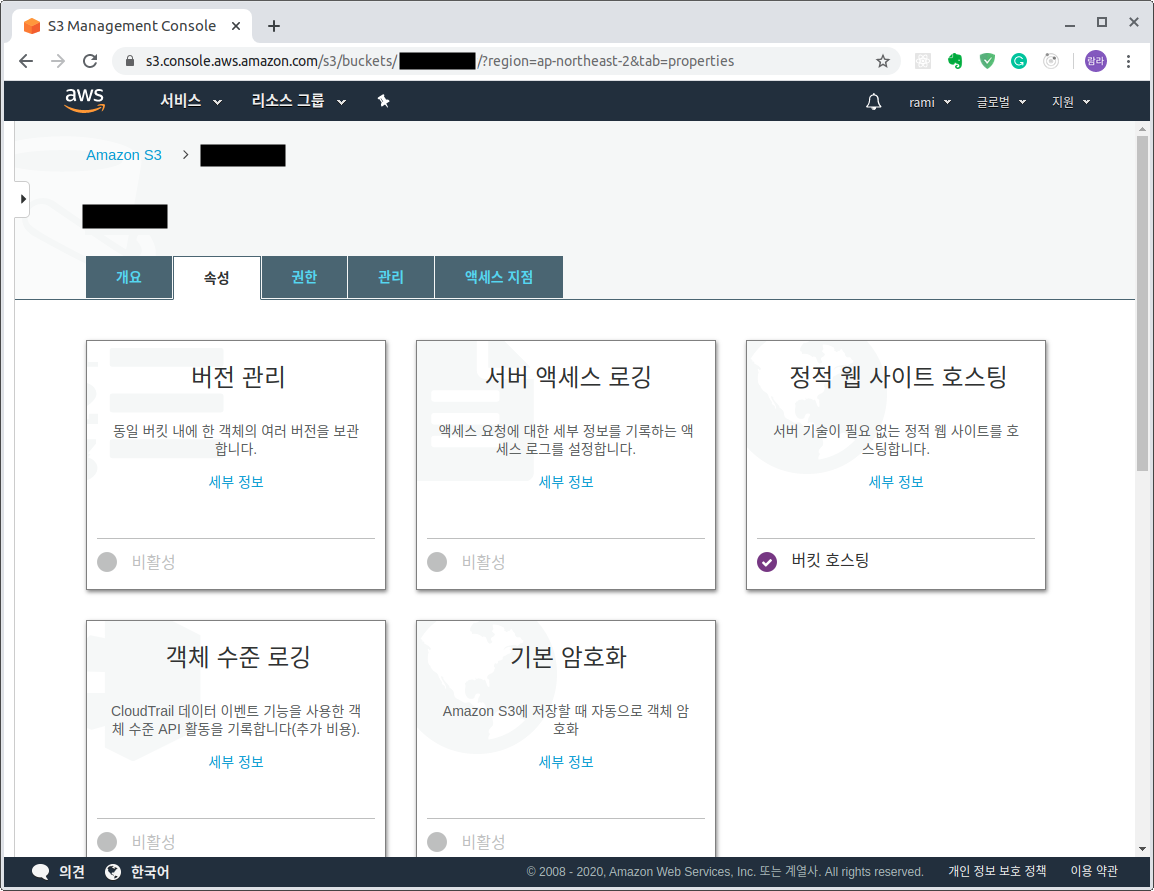 S3 Management Console
s3.console.aws.amazon.com/s3/buckets/ /?region=ap-northeast-2&tab=properties
람라
aws 서비스 리소스 그룹 rami 글로벌 지원
Amazon S3
개요 속성 권한 관리 액세스 지점
버전 관리
동일 버킷 내에 한 객체의 여러 버전을 보관
합니다.
세부 정보
비활성
서버 액세스 로깅
액세스 요청에 대한 세부 정보를 기록하는 액
세스 로그를 설정합니다.
세부 정보
비활성
정적 웹 사이트 호스팅
서버 기술이 필요 없는 정적 웹 사이트를 호
스팅합니다.
세부 정보
버킷 호스팅
객체 수준 로깅
CloudTrail 데이터 이벤트 기능을 사용한 객
체 수준 API 활동을 기록합니다(추가 비용).
세부 정보
비활성
기본 암호화
Amazon S3에 저장할 때 자동으로 객체 암
호화
세부 정보
비활성
의견 한국어 © 2008 - 2020, Amazon Web Services, Inc. 또는 계열사. All rights reserved. 개인 정보 보호 정책 이용 약관